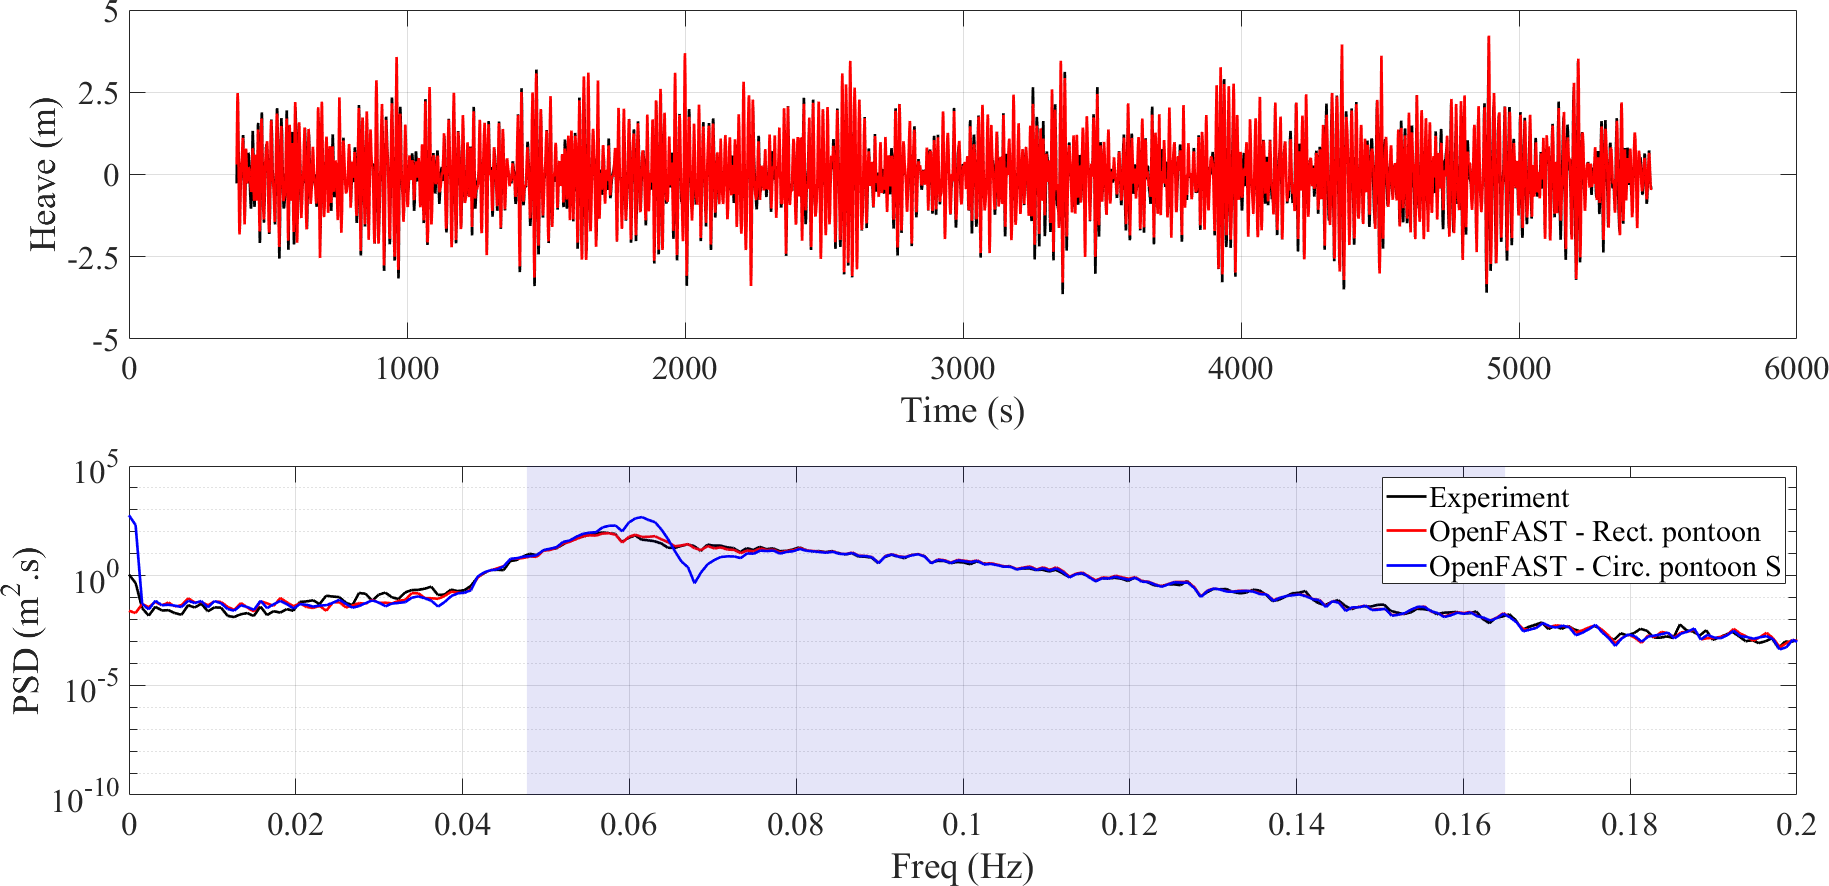 5
2.5
0
-2.5
-5
Heave (m)
0 1000 2000 3000 4000 5000 6000
Time (s)
10^5
10^0
10^-5
10^-10
PSD (m^2.s)
Experiment
OpenFAST - Rect. pontoon
OpenFAST - Circ. pontoon S
0 0.02 0.04 0.06 0.08 0.1 0.12 0.14 0.16 0.18 0.2
Freq (Hz)